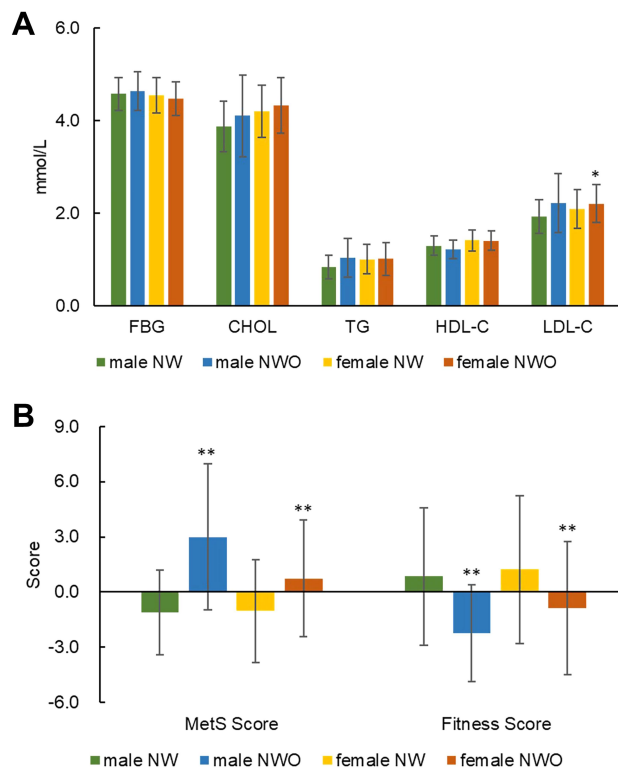 A
6.0
4.0
2.0
0.0
mmol/L
*
FBG CHOL TG HDL-C LDL-C
male NW male NWO female NW female NWO
B
9.0
6.0
3.0
0.0
-3.0
-6.0
Score
** ** ** **
MetS Score Fitness Score
male NW male NWO female NW female NWO